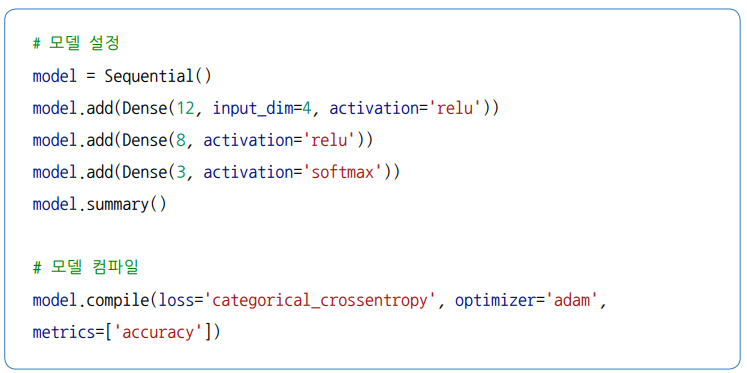 # 모델 설정
model = Sequential()
model.add(Dense(12, input_dim=4, activation='relu'))
model.add(Dense(8, activation='relu'))
model.add(Dense(3, activation='softmax'))
model.summary()

# 모델 컴파일
model.compile(loss='categorical_crossentropy', optimizer='adam',
metrics=['accuracy'])